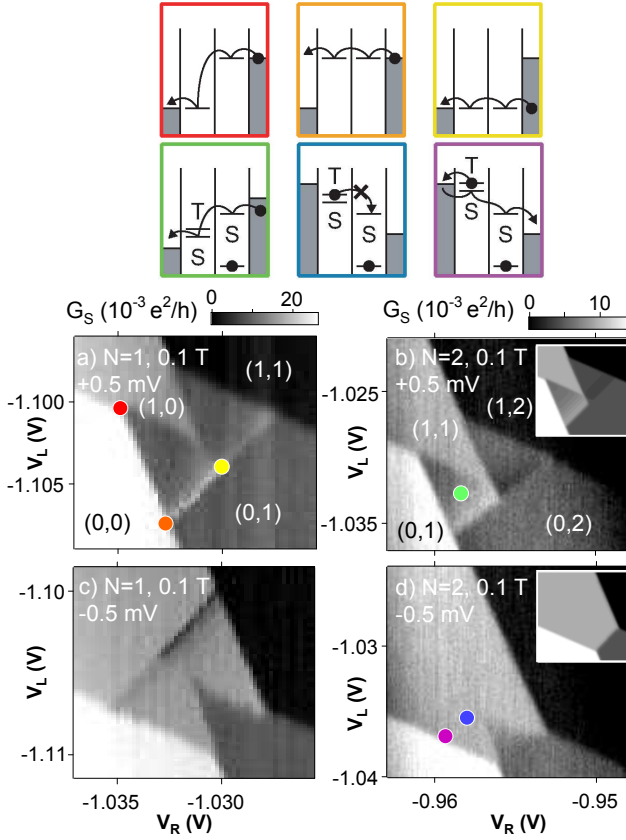 T
S
S
T
S
S
T
S
S
G_S (10^-3 e^2/h)
0
20
G_S (10^-3 e^2/h)
0
10
a) N=1, 0.1 T
+0.5 mV
(1,1)
(1,0)
(0,1)
(0,0)
-1.100
-1.105
V_L (V)
b) N=2, 0.1 T
+0.5 mV
(1,2)
(1,1)
(0,1)
(0,2)
-1.025
-1.035
V_L (V)
c) N=1, 0.1 T
-0.5 mV
-1.10
-1.11
V_L (V)
d) N=2, 0.1 T
-0.5 mV
-1.03
-1.04
V_L (V)
-1.035
-1.030
V_R (V)
-0.96
-0.95
V_R (V)